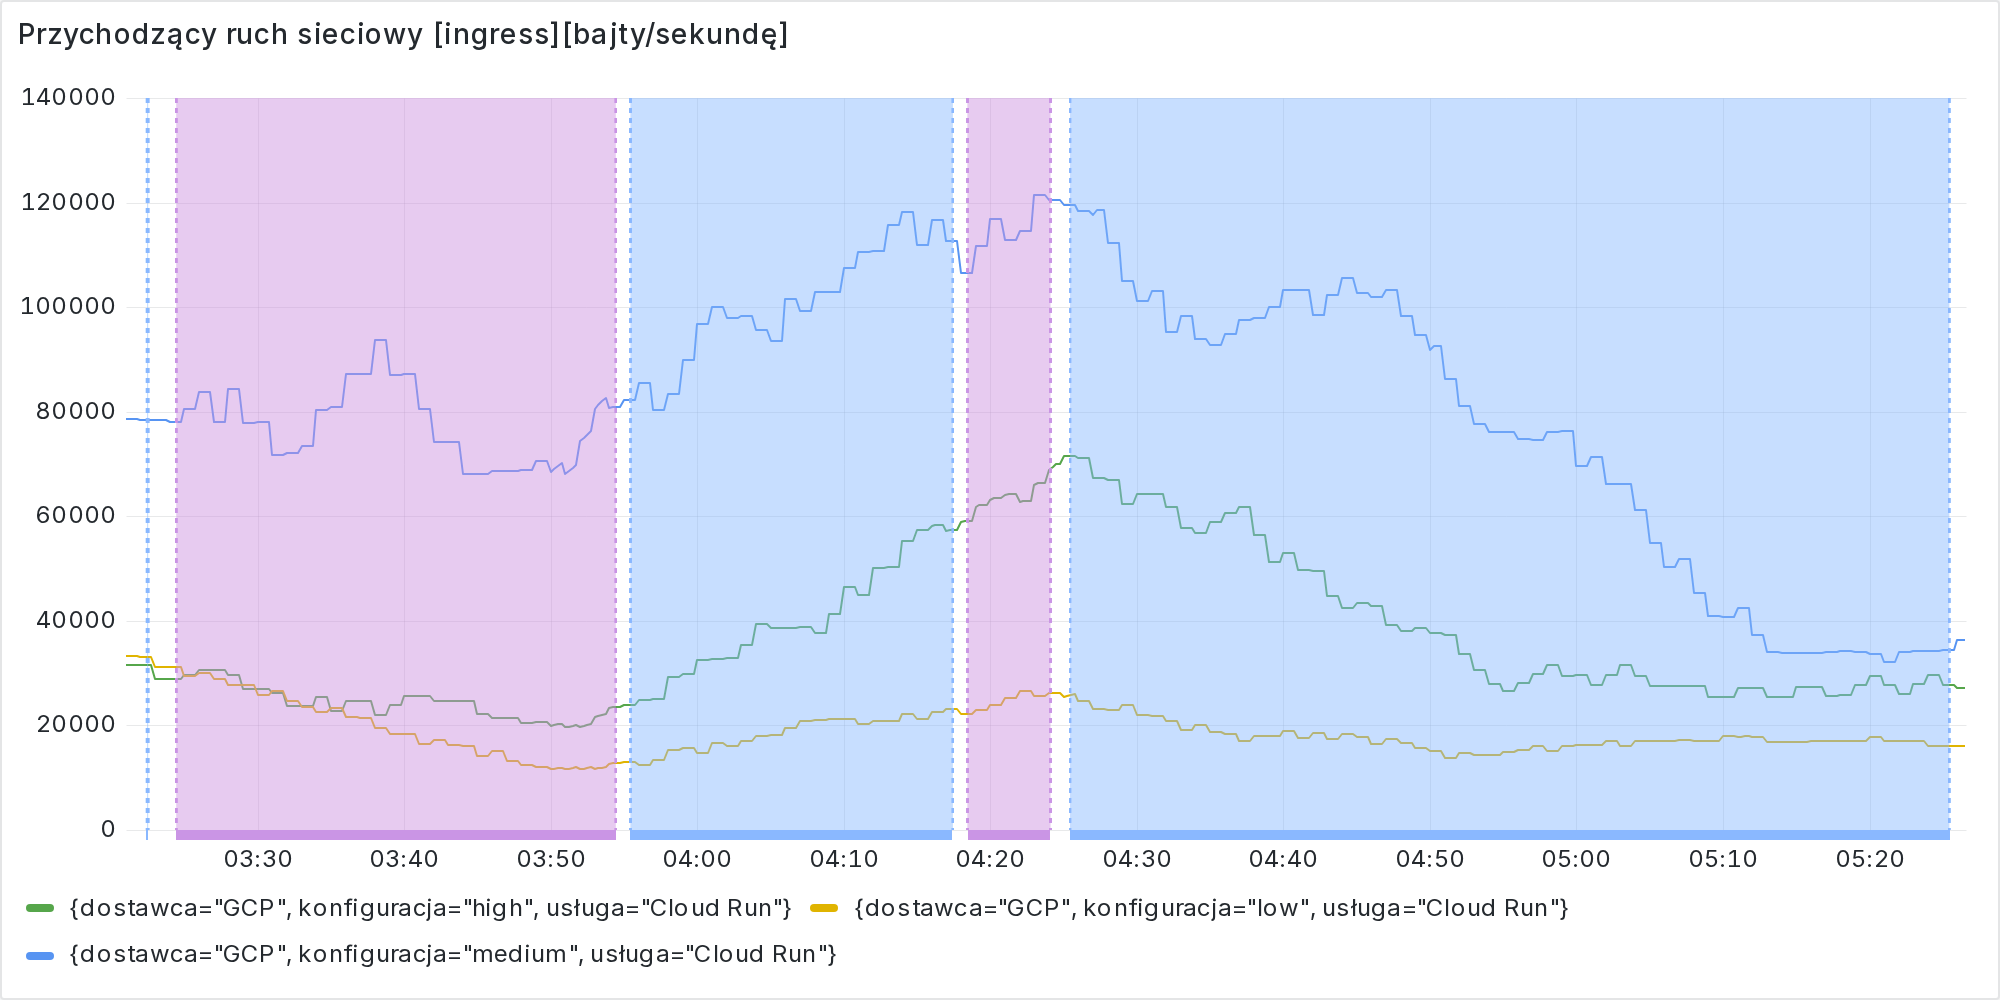 Przychodzący ruch sieciowy [ingress][bajty/sekundę]
140000
120000
100000
80000
60000
40000
20000
0
03:30 03:40 03:50 04:00 04:10 04:20 04:30 04:40 04:50 05:00 05:10 05:20
{dostawca="GCP", konfiguracja="high", usługa="Cloud Run"} {dostawca="GCP", konfiguracja="low", usługa="Cloud Run"}
{dostawca="GCP", konfiguracja="medium", usługa="Cloud Run"}